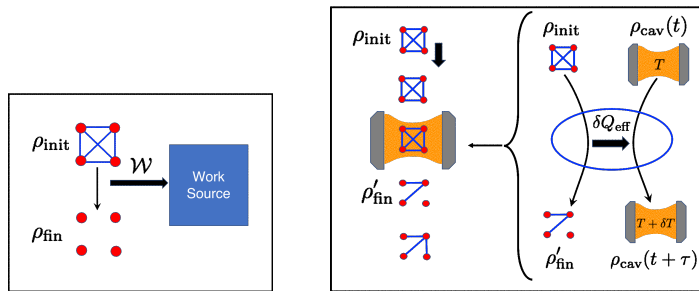 ρinit
𝒲
Work
Source
ρfin
ρinit
ρ′fin
ρinit
ρcav(t)
T
δQeff
T + δT
ρ′fin
ρcav(t + τ)